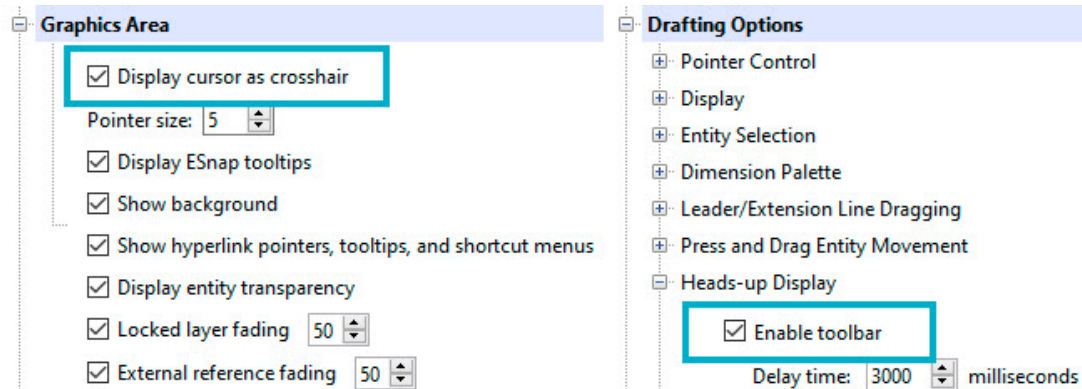 Graphics Area
Display cursor as crosshair
Pointer size: 5
Display ESnap tooltips
Show background
Show hyperlink pointers, tooltips, and shortcut menus
Display entity transparency
Locked layer fading 50
External reference fading 50
Drafting Options
Pointer Control
Display
Entity Selection
Dimension Palette
Leader/Extension Line Dragging
Press and Drag Entity Movement
Heads-up Display
Enable toolbar
Delay time: 3000 milliseconds